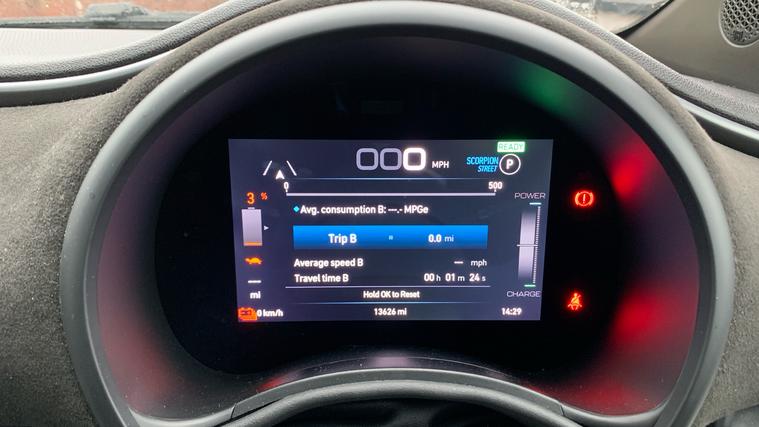 000 MPH
READY
SCORPION
STREET
P
0 500
3 %
Avg. consumption B: --.- MPGe
Trip B 0.0 mi
Average speed B -- mph
Travel time B 00 h 01 m 24 s
--- mi
Hold OK to Reset
0 km/h 13626 mi 14:29
POWER
CHARGE